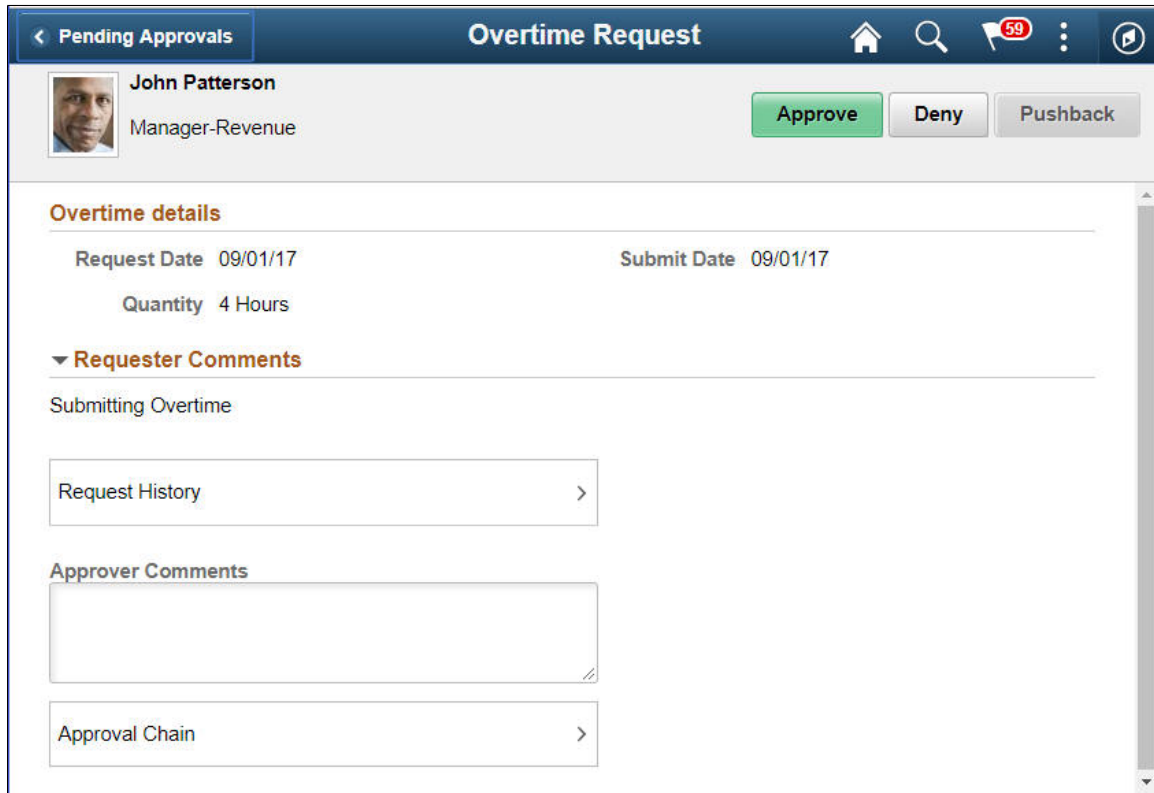 Pending Approvals
Overtime Request
59
John Patterson
Manager-Revenue
Approve
Deny
Pushback
Overtime details
Request Date 09/01/17
Submit Date 09/01/17
Quantity 4 Hours
Requester Comments
Submitting Overtime
Request History
Approver Comments
Approval Chain